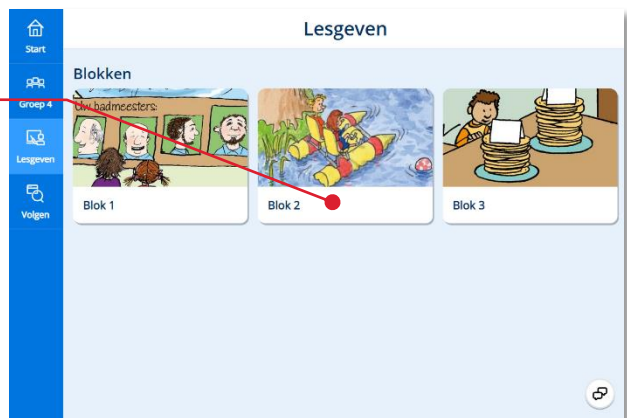 Start
Groep 4
Lesgeven
Volgen
Lesgeven
Blokken
Uw badmeesters:
Blok 1
Blok 2
Blok 3